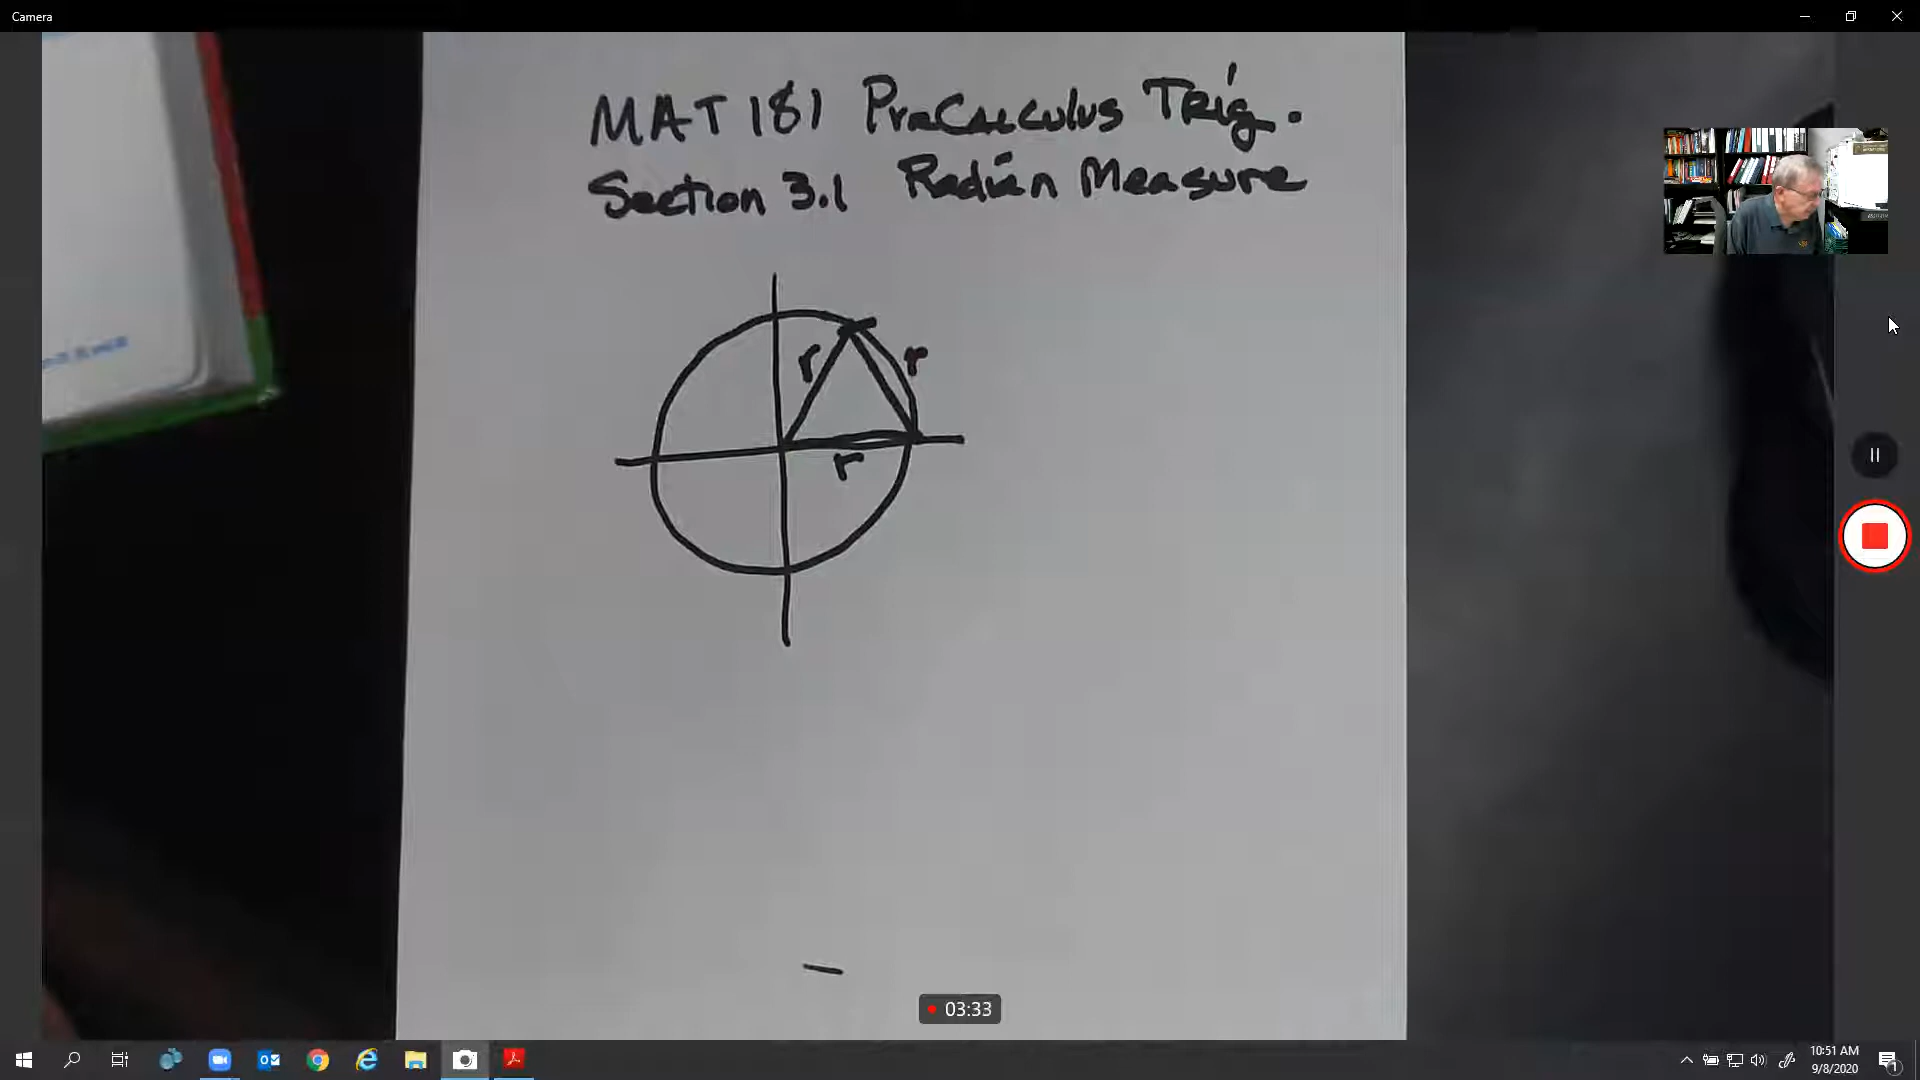 Camera
MAT 181 PreCalculus Trig.
Section 3.1 Radian Measure
r
r
r
03:33
10:51 AM
9/8/2020